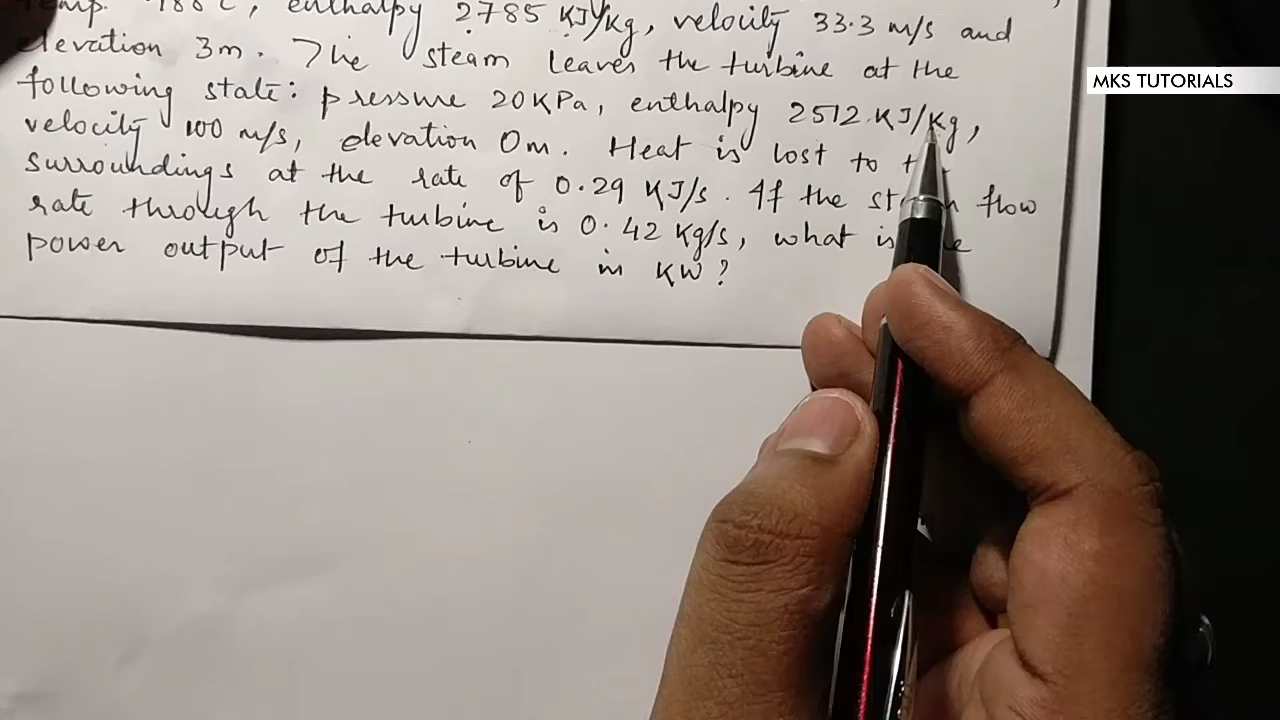 temp. 188°C, enthalpy 2785 KJ/Kg, velocity 33.3 m/s and
elevation 3m. The steam leaves the turbine at the
following state: pressure 20KPa, enthalpy 2512 KJ/Kg,
velocity 100 m/s, elevation 0m. Heat is lost to
surroundings at the rate of 0.29 KJ/s. If the flow
rate through the turbine is 0.42 Kg/s, what is
power output of the turbine in KW?
MKS TUTORIALS